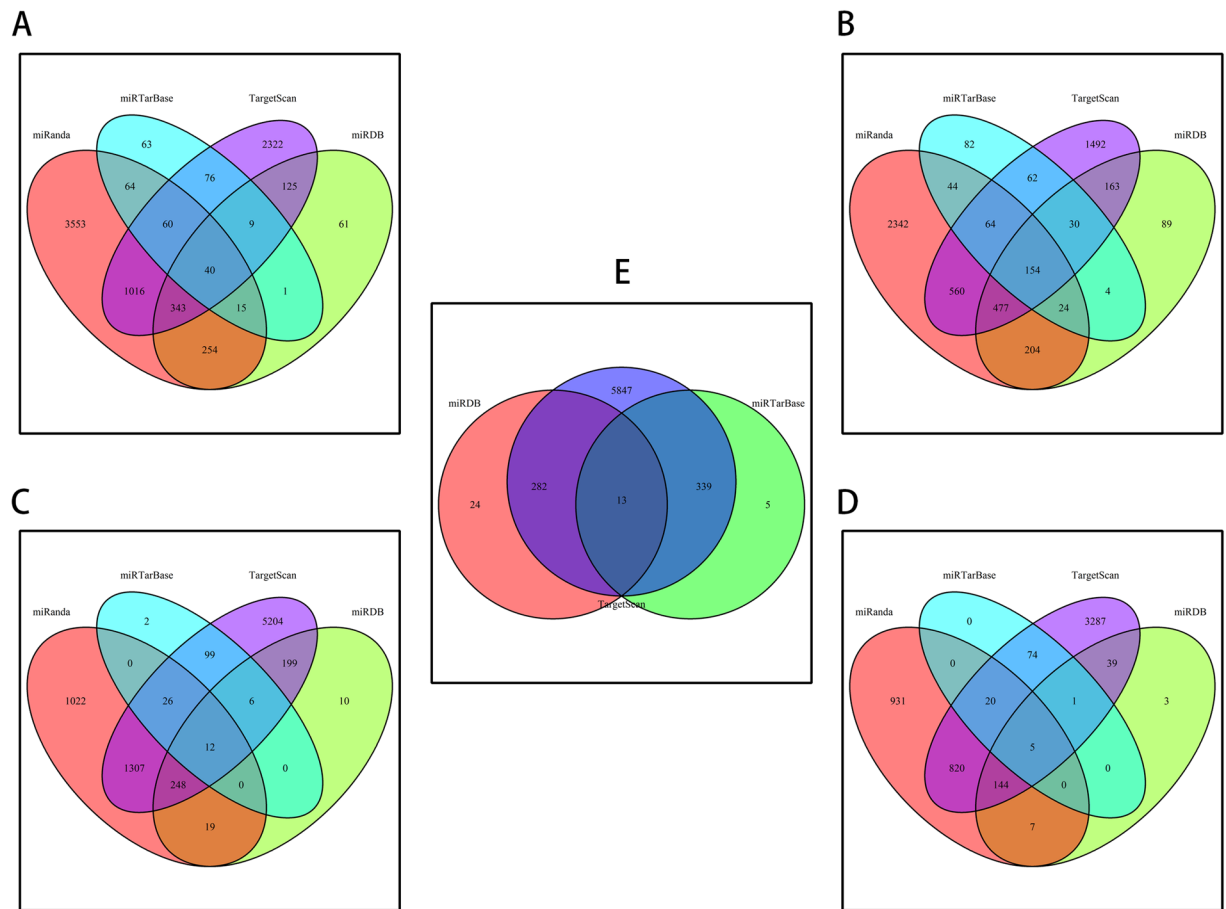 A
miRTarBase TargetScan
miRanda miRDB
63 2322
64 76 125
3553 60 9 61
40
1016 343 15 1
254
B
miRTarBase TargetScan
miRanda miRDB
82 1492
44 62 163
2342 64 30 89
154
560 477 24 4
204
E
5847
miRDB miRTarBase
24 282 13 339 5
TargetScan
C
miRTarBase TargetScan
miRanda miRDB
2 5204
0 99 199
1022 26 6 10
12
1307 248 0 0
19
D
miRTarBase TargetScan
miRanda miRDB
0 3287
0 74 39
931 20 1 3
5
820 144 0 0
7